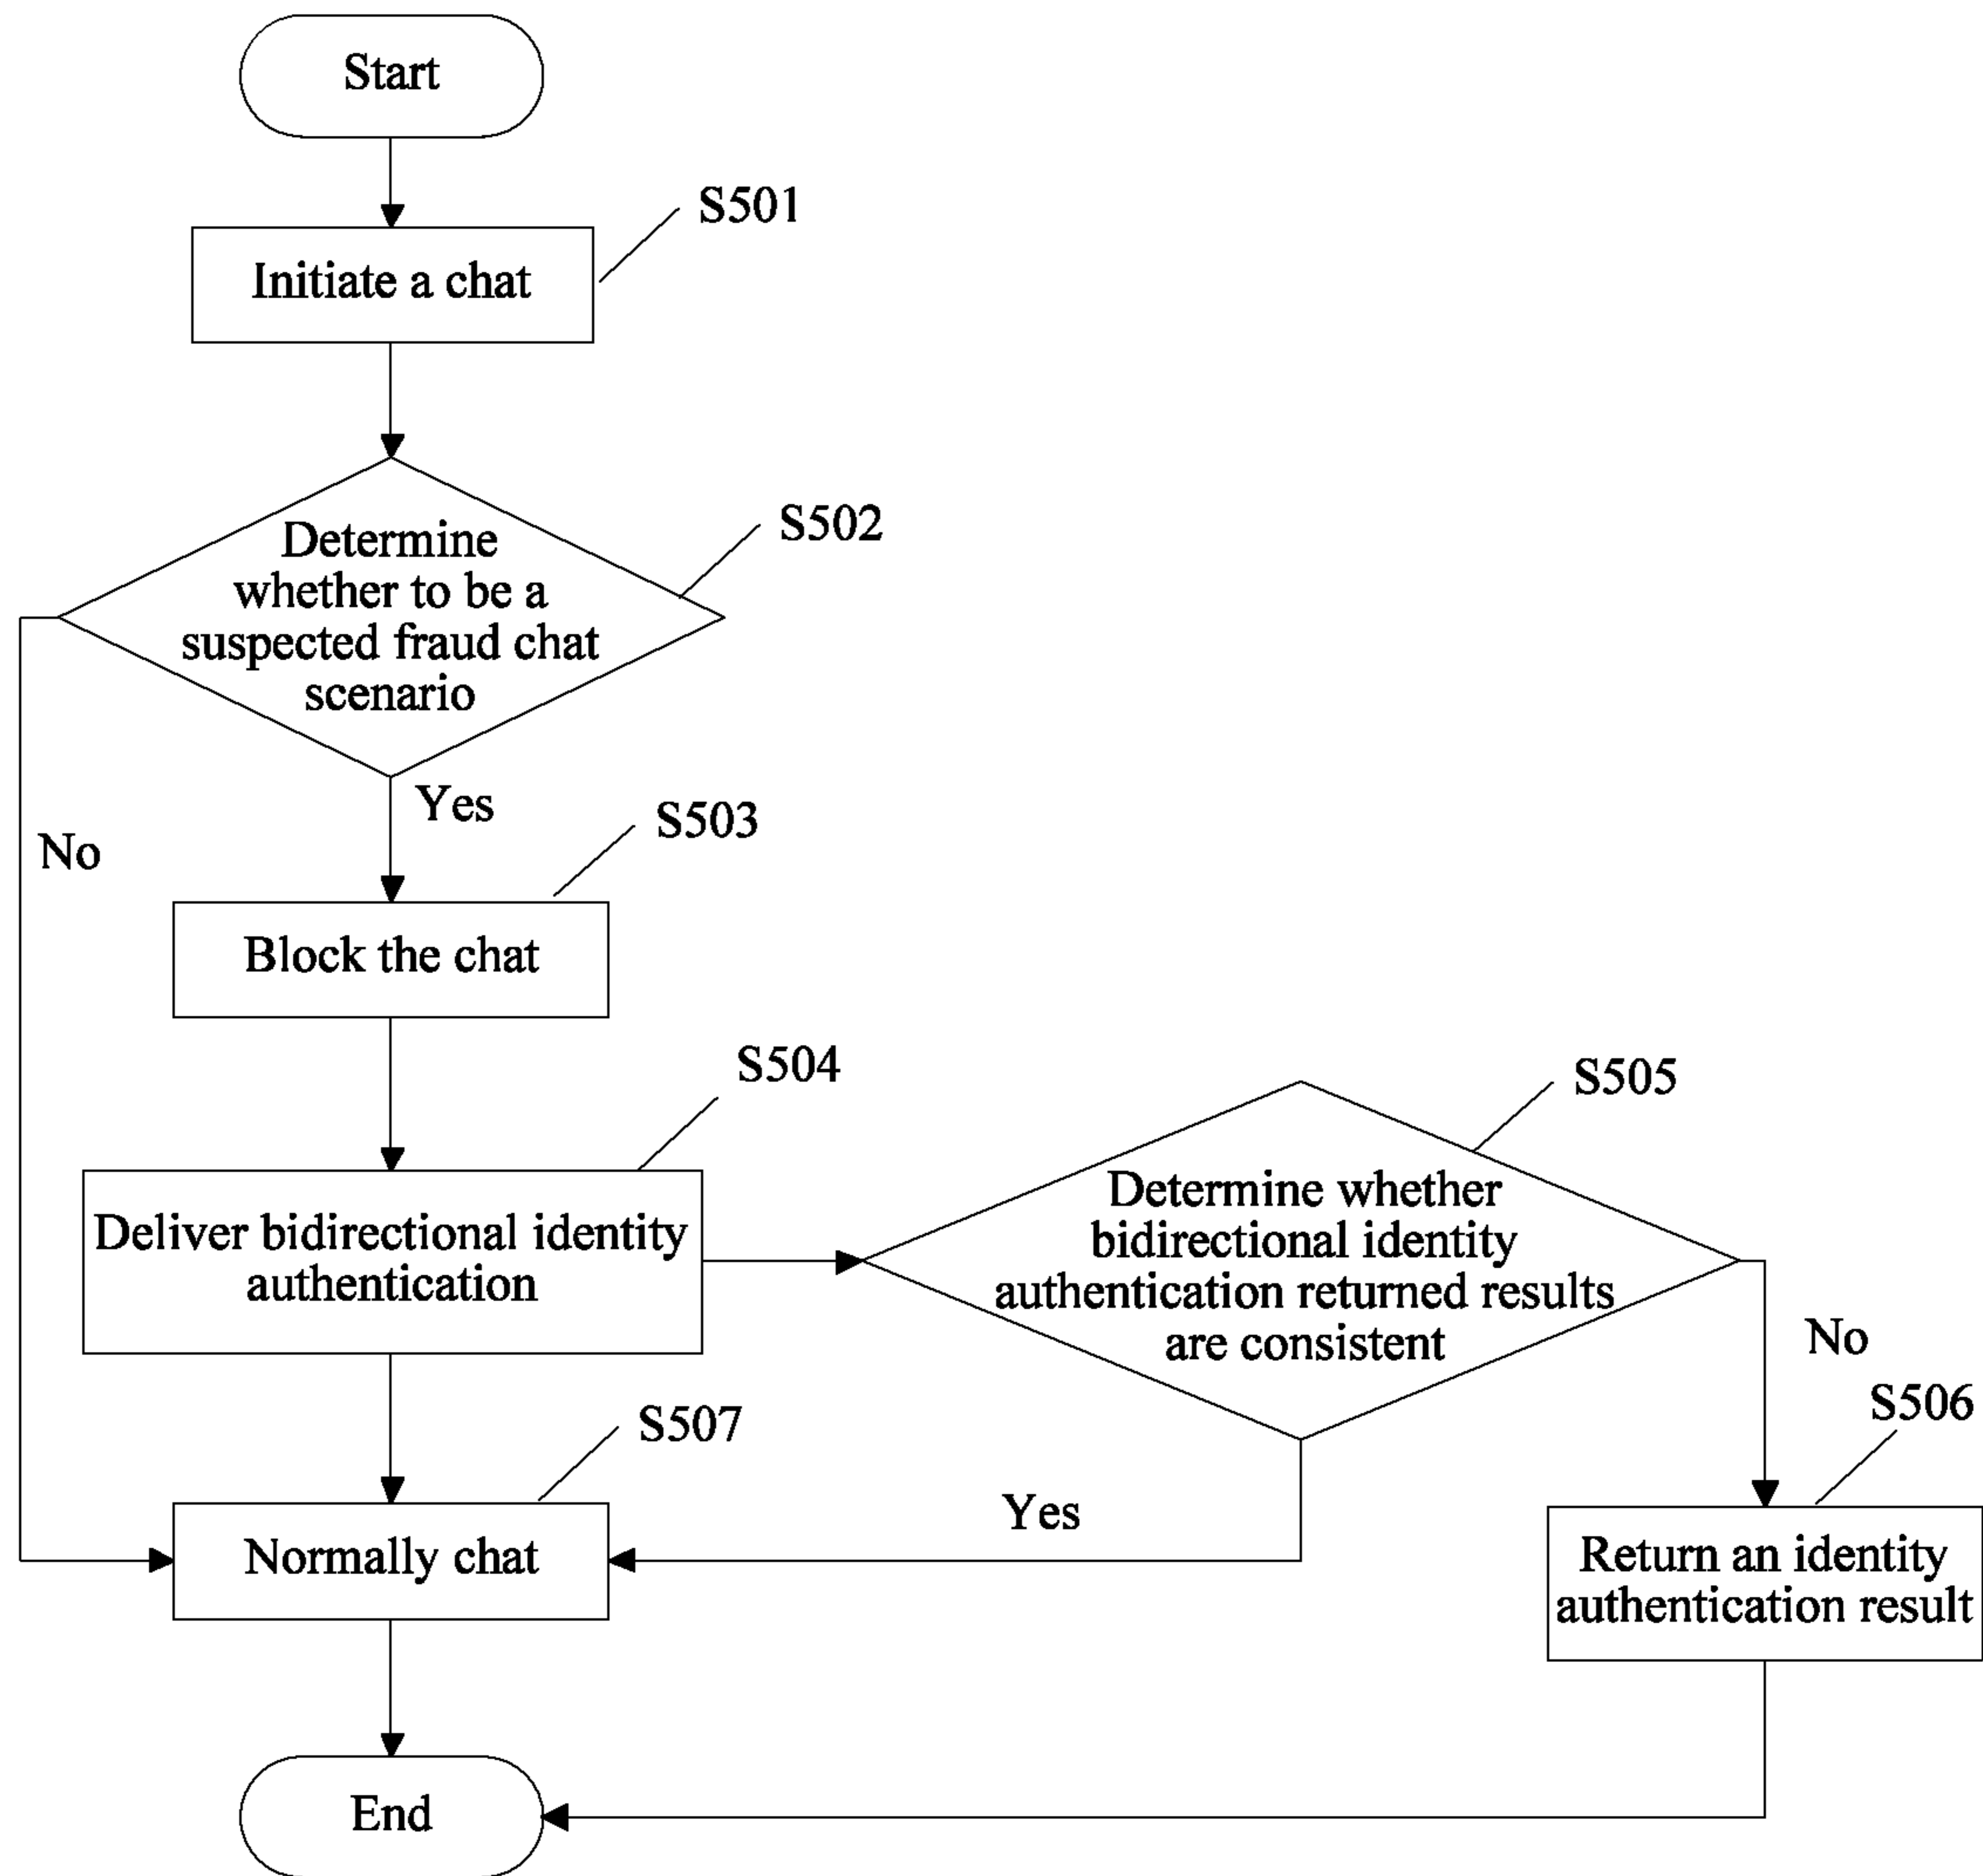 Start
S501
Initiate a chat
S502
Determine
whether to be a
suspected fraud chat
scenario
Yes
S503
No
Block the chat
S504
S505
Deliver bidirectional identity
authentication
Determine whether
bidirectional identity
authentication returned results
are consistent
No
S506
S507
Yes
Normally chat
Return an identity
authentication result
End